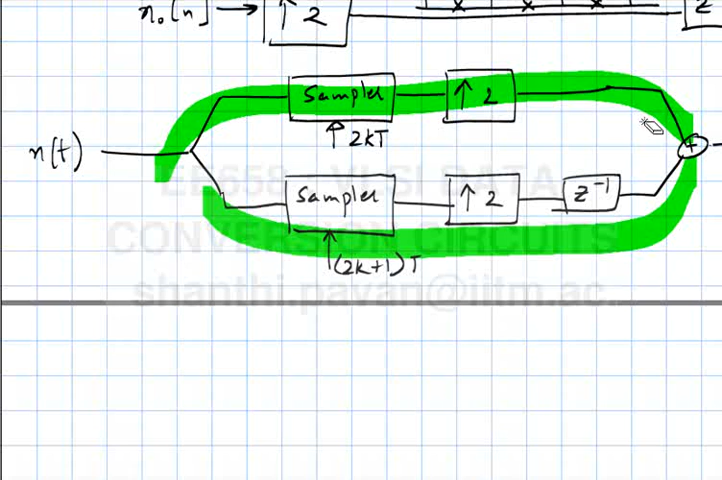 x₀[n] → ↑2 z
Sampler ↑2
↑2kT
x(t) +
Sampler ↑2 z⁻¹
↑(2k+1)T
EE658: VLSI DATA
CONVERSION CIRCUITS
shanthi.pavan@iitm.ac.